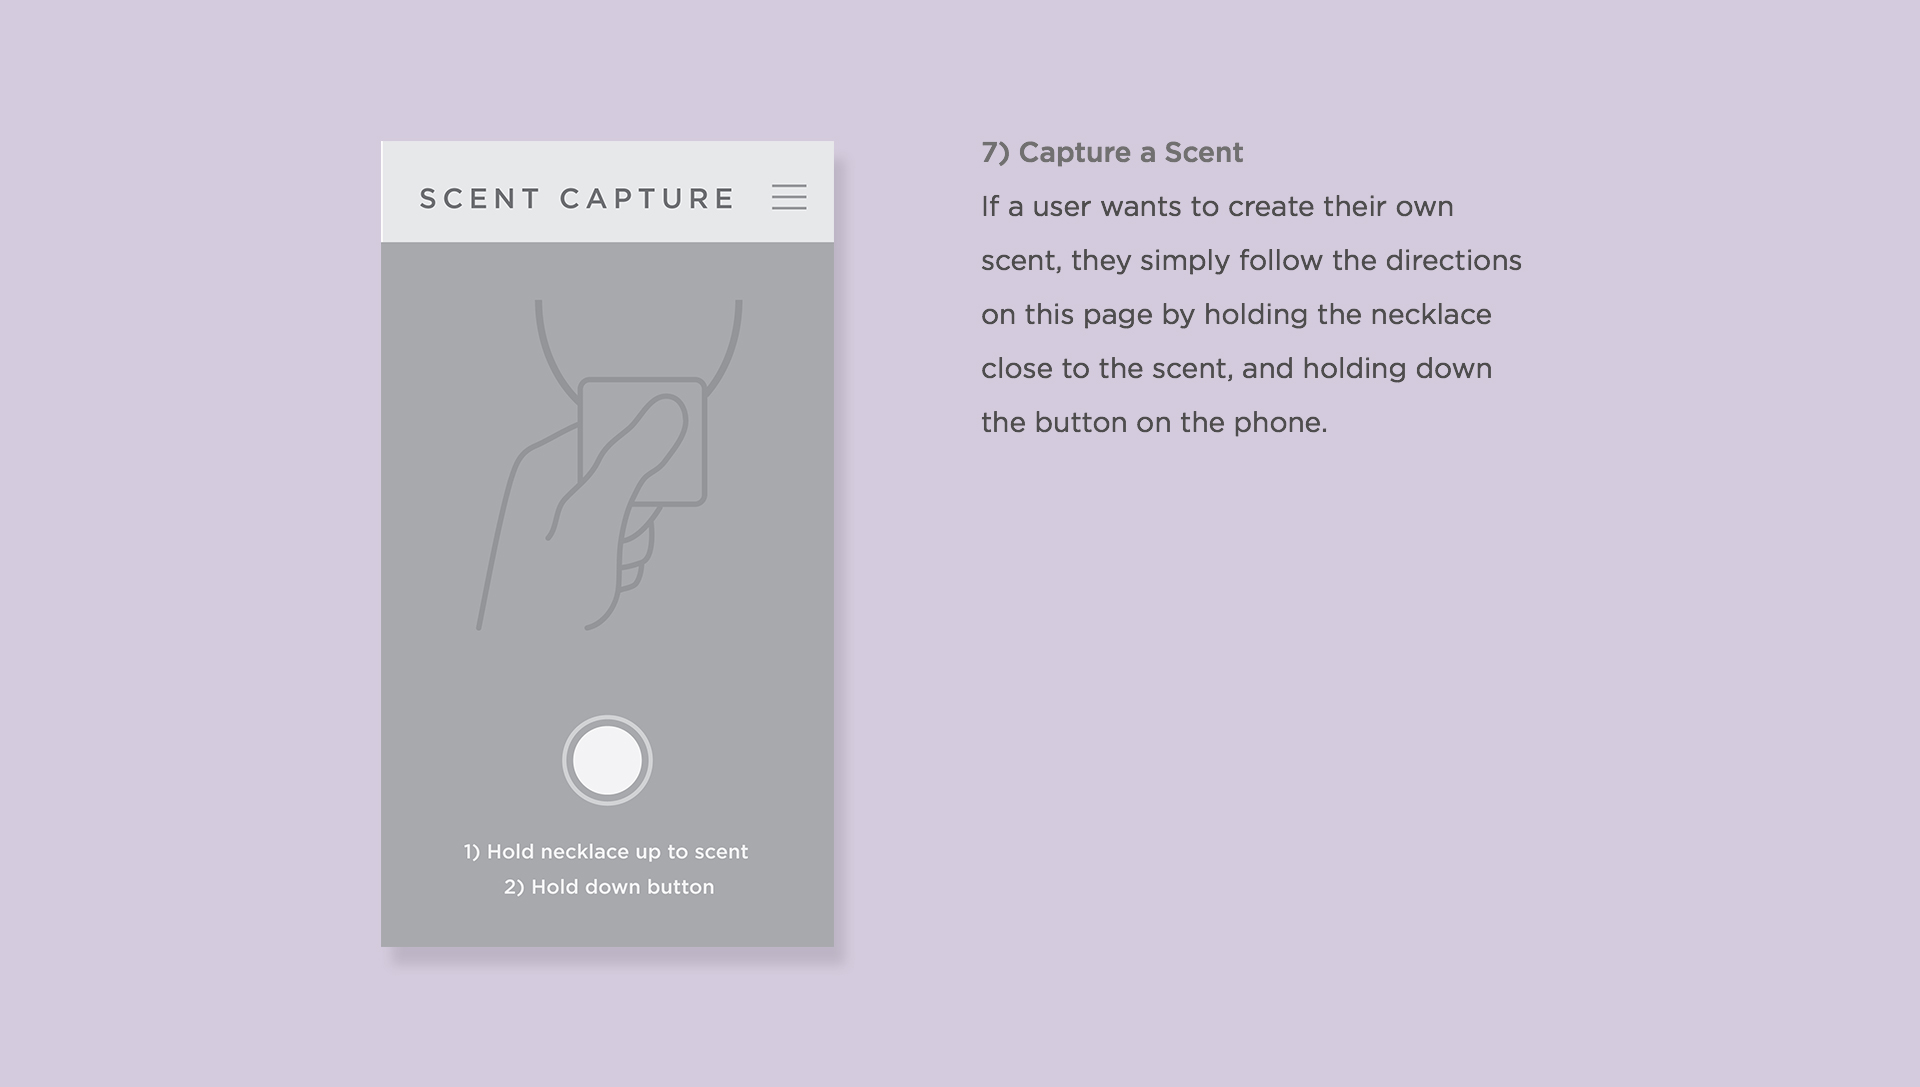 SCENT CAPTURE
1) Hold necklace up to scent
2) Hold down button
7) Capture a Scent
If a user wants to create their own
scent, they simply follow the directions
on this page by holding the necklace
close to the scent, and holding down
the button on the phone.